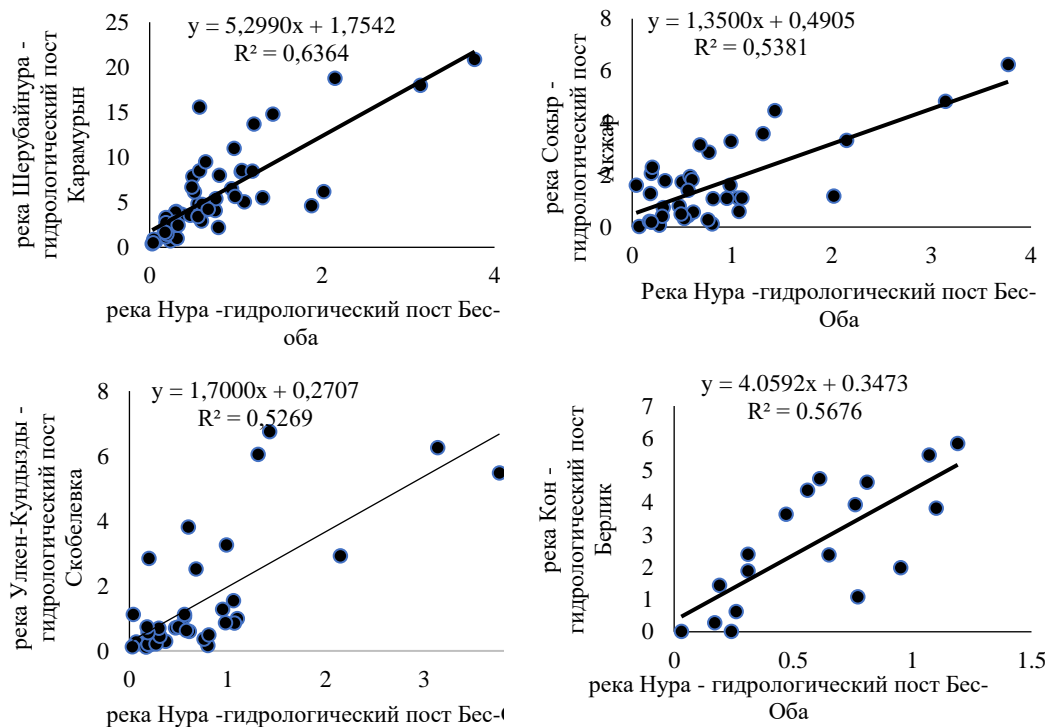 y = 5,2990x + 1,7542
R² = 0,6364
река Шерубайнура -
гидрологический пост
Карамурын
25
20
15
10
5
0
0
2
4
река Нура -гидрологический пост Бес-
оба
y = 1,3500x + 0,4905
R² = 0,5381
река Сокыр -
гидрологический пост
8
6
4
2
0
0
1
2
3
4
Река Нура -гидрологический пост Бес-
Оба
y = 1,7000x + 0,2707
R² = 0,5269
река Улкен-Кундызды -
гидрологический пост
Скобелевка
8
6
4
2
0
0
1
2
3
река Нура -гидрологический пост Бес-
y = 4.0592x + 0.3473
R² = 0.5676
река Кон -
гидрологический пост
Берлик
7
6
5
4
3
2
1
0
0
0.5
1
1.5
река Нура - гидрологический пост Бес-
Оба